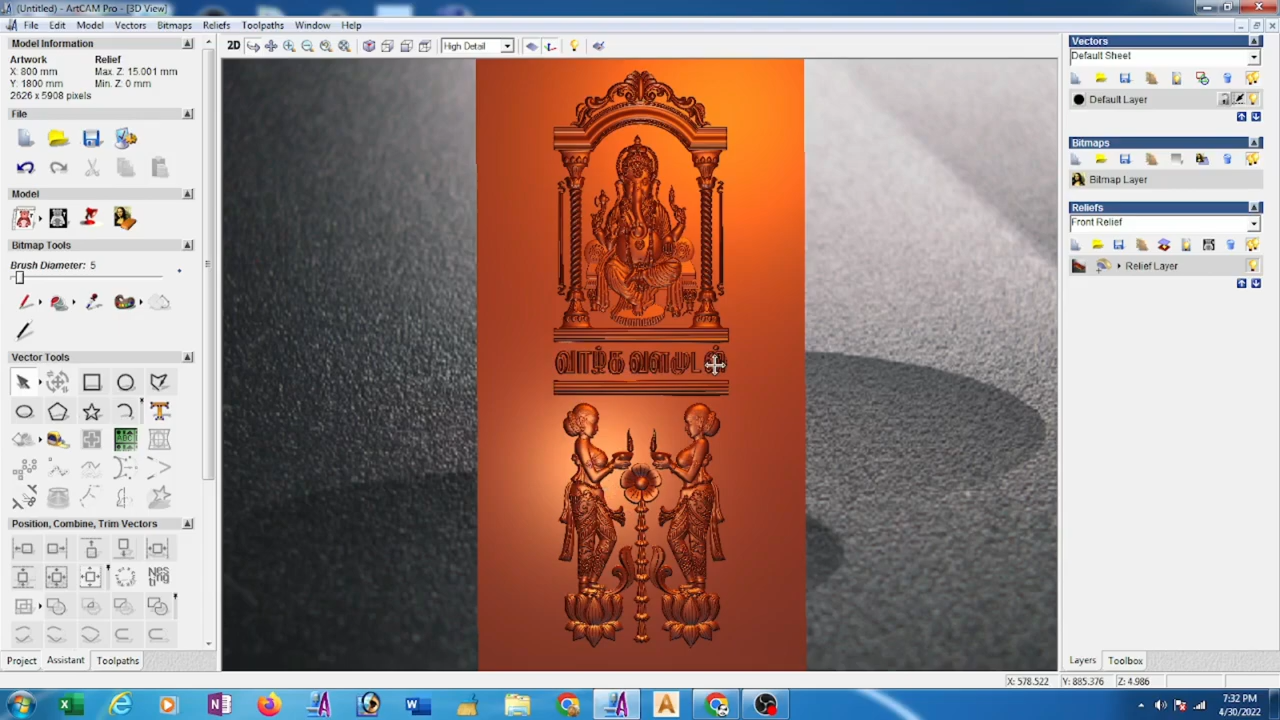 (Untitled) - ArtCAM Pro - [3D View]
File Edit Model Vectors Bitmaps Reliefs Toolpaths Window Help
Model Information
Artwork Relief
X: 800 mm Max. Z: 15.001 mm
Y: 1800 mm Min. Z: 0 mm
2626 x 5908 pixels
File
Model
Bitmap Tools
Brush Diameter: 5
Vector Tools
Position, Combine, Trim Vectors
Project Assistant Toolpaths
2D High Detail
வாழ்க வளமுடன்
Vectors
Default Sheet
Default Layer
Bitmaps
Bitmap Layer
Reliefs
Front Relief
Relief Layer
Layers Toolbox
X: 578.522 Y: 885.376 Z: 4.986
7:32 PM
4/30/2022